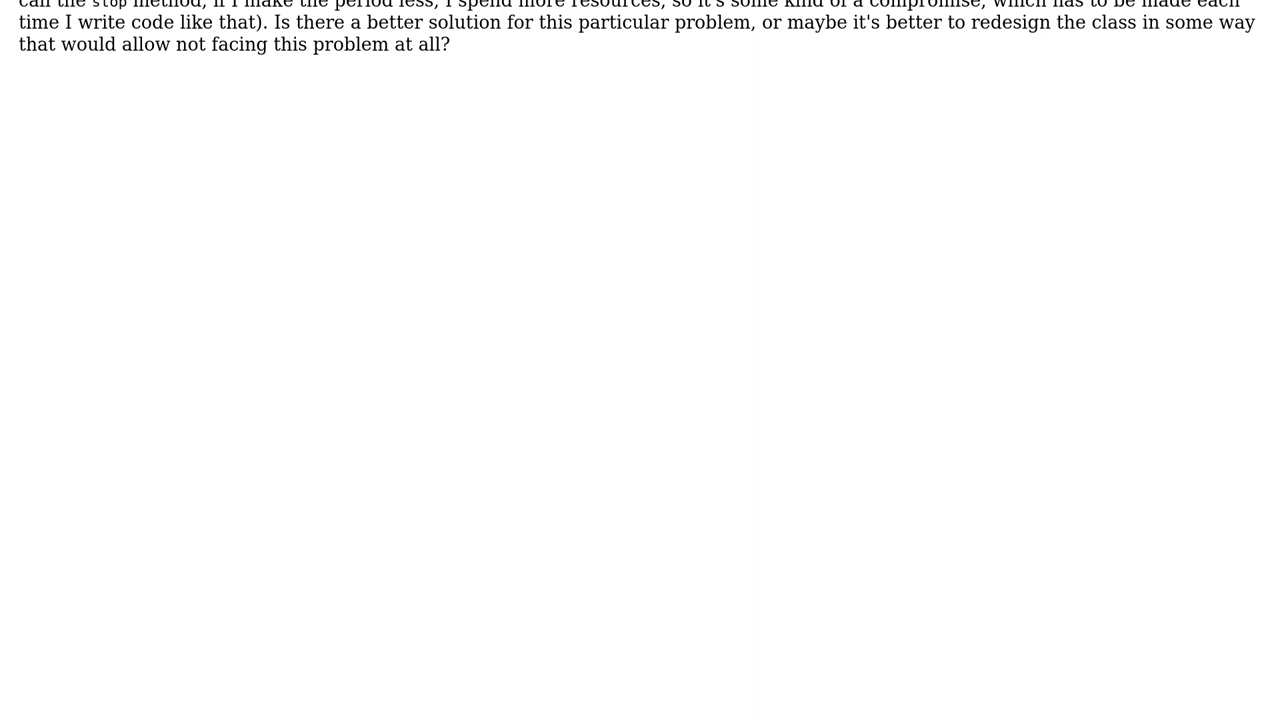 call the stop method, if I make the period less, I spend more resources, so it's some kind of a compromise, which has to be made each
time I write code like that). Is there a better solution for this particular problem, or maybe it's better to redesign the class in some way
that would allow not facing this problem at all?